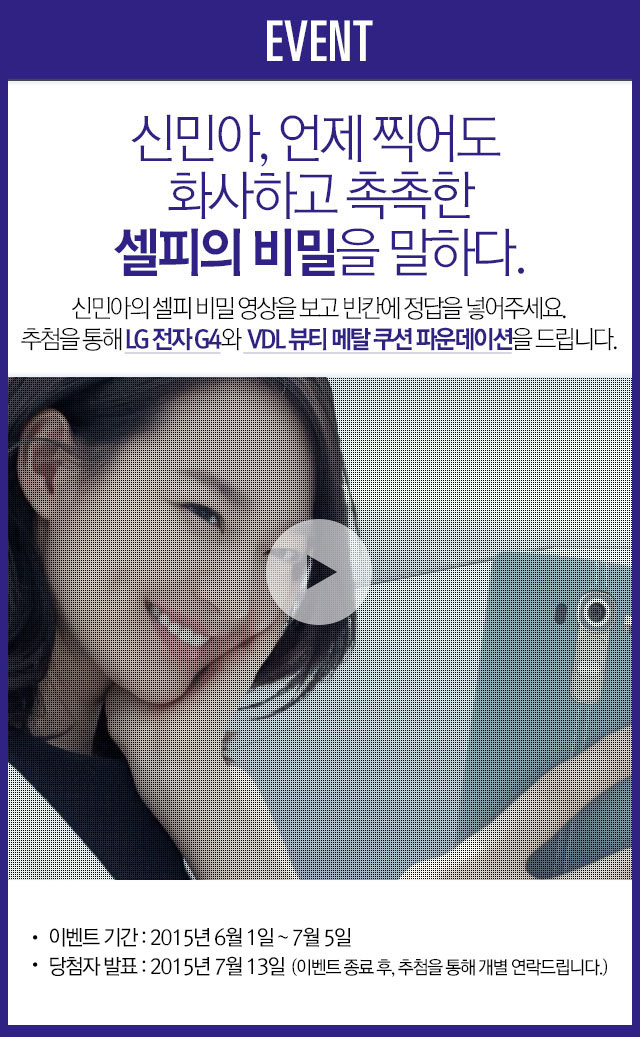 EVENT
신민아, 언제 찍어도
화사하고 촉촉한
셀피의 비밀을 말하다.
신민아의 셀피 비밀 영상을 보고 빈칸에 정답을 넣어주세요.
추첨을 통해 LG 전자 G4와 VDL 뷰티 메탈 쿠션 파운데이션을 드립니다.
• 이벤트 기간 : 2015년 6월 1일 ~ 7월 5일
• 당첨자 발표 : 2015년 7월 13일 (이벤트 종료 후, 추첨을 통해 개별 연락드립니다.)